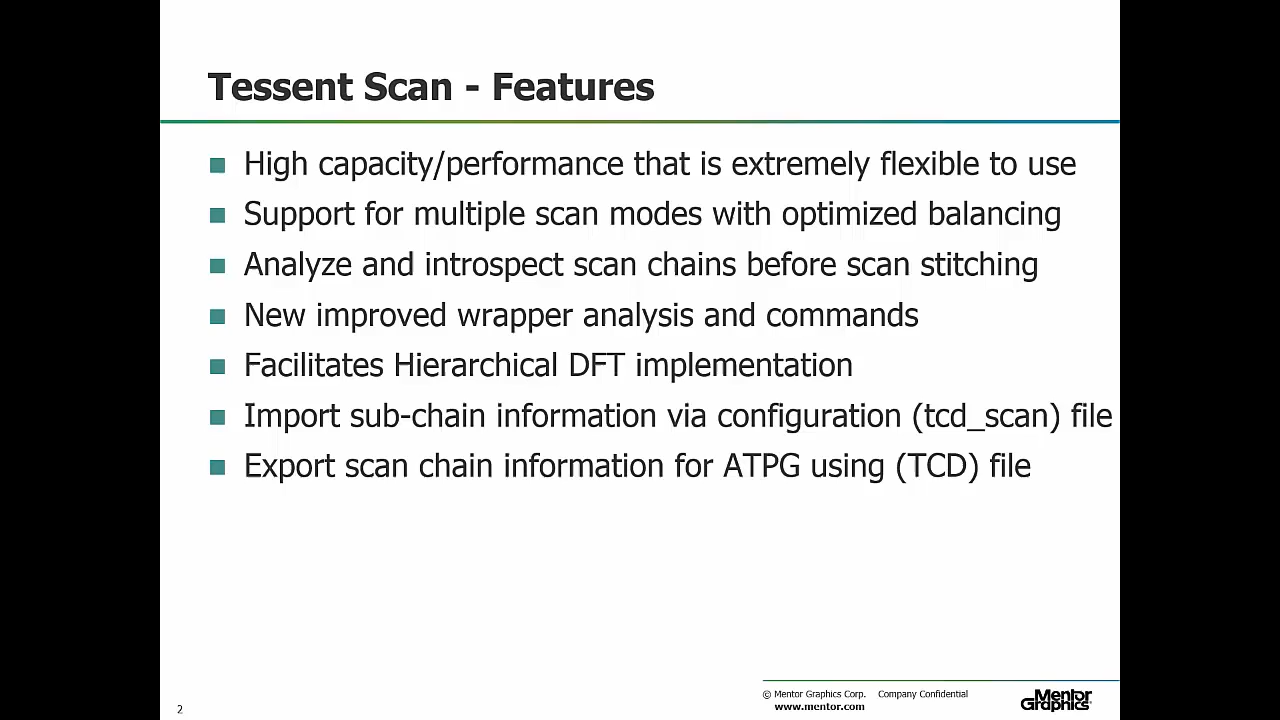 Tessent Scan - Features
High capacity/performance that is extremely flexible to use
Support for multiple scan modes with optimized balancing
Analyze and introspect scan chains before scan stitching
New improved wrapper analysis and commands
Facilitates Hierarchical DFT implementation
Import sub-chain information via configuration (tcd_scan) file
Export scan chain information for ATPG using (TCD) file
2
© Mentor Graphics Corp. Company Confidential
www.mentor.com
Mentor
Graphics